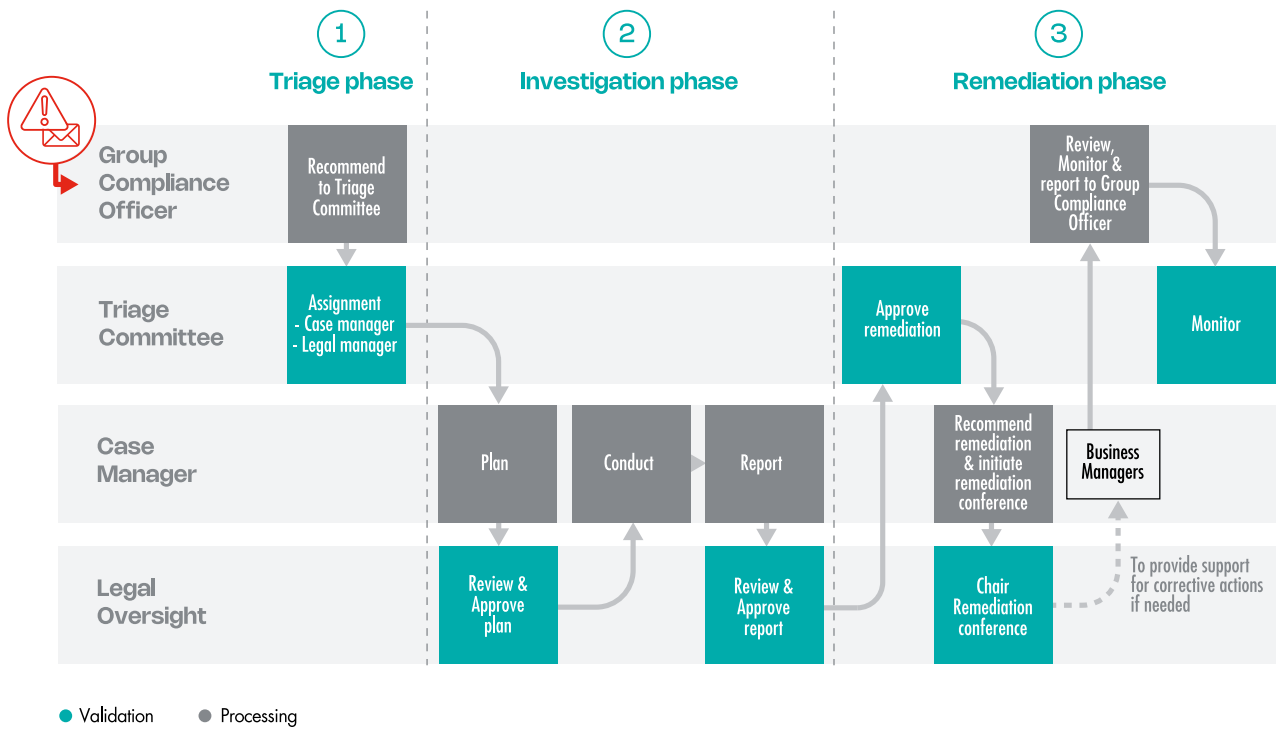 1
2
3
Triage phase
Investigation phase
Remediation phase
Group
Compliance
Officer
Recommend
to Triage
Committee
Review,
Monitor &
report to Group
Compliance
Officer
Triage
Committee
Assignment
- Case manager
- Legal manager
Approve
remediation
Monitor
Case
Manager
Plan
Conduct
Report
Recommend
remediation
& initiate
remediation
conference
Business
Managers
Legal
Oversight
Review &
Approve
plan
Review &
Approve
report
Chair
Remediation
conference
To provide support
for corrective actions
if needed
Validation
Processing